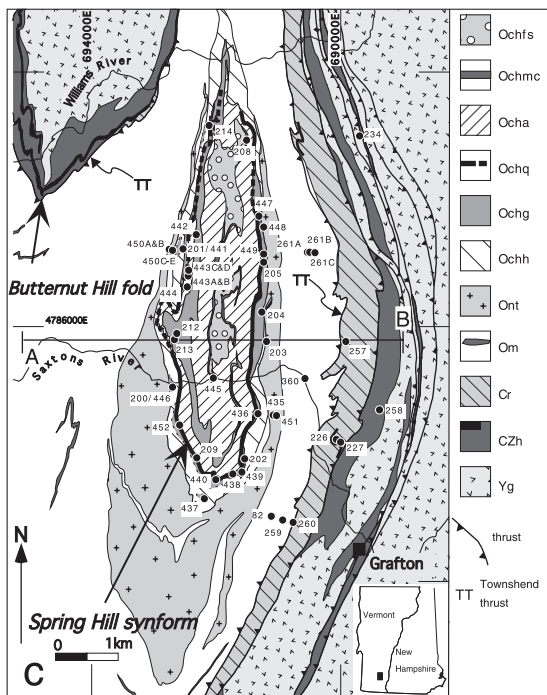 694000E
690000E
Williams River
TT
214
208
234
447
442
448
450A&B
201/441
261A
261B
450C-E
449
261C
443C&D
205
444
443A&B
TT
Butternut Hill fold
4786000E
204
212
A
B
213
203
257
Saxtons River
445
360
200/446
435
436
451
258
452
226
227
209
202
440
438
439
437
82
259
260
N
Grafton
Spring Hill synform
0 1km
C
Vermont
New
Hampshire
Ochfs
Ochmc
Ocha
Ochq
Ochg
Ochh
Ont
Om
Cr
CZh
Yg
thrust
TT Townshend
thrust